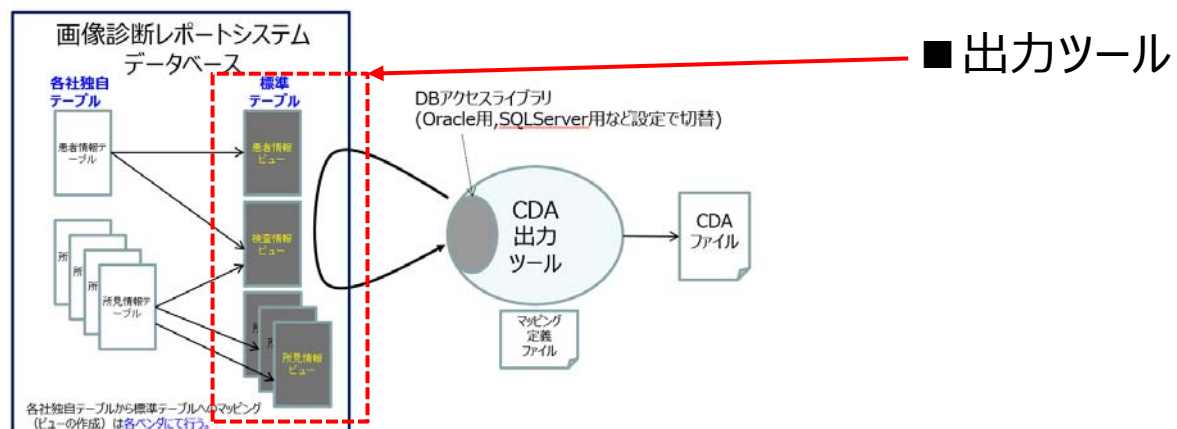 画像診断レポートシステム
データベース
各社独自
テーブル
標準
テーブル
患者情報テ
ーブル
患者情報
ビュー
検査情報
ビュー
所
所
所
所見情報テ
ーブル
所
所
所見情報
ビュー
各社独自テーブルから標準テーブルへのマッピング
(ビューの作成)は各ベンダにて行う。
DBアクセスライブラリ
(Oracle用,SQLServer用など設定で切替)
CDA
出力
ツール
マッピング
定義
ファイル
CDA
ファイル
■出力ツール